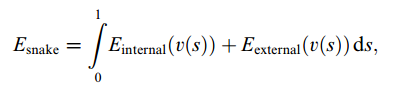 E_snake = ∫_0^1 E_internal(v(s)) + E_external(v(s)) ds,